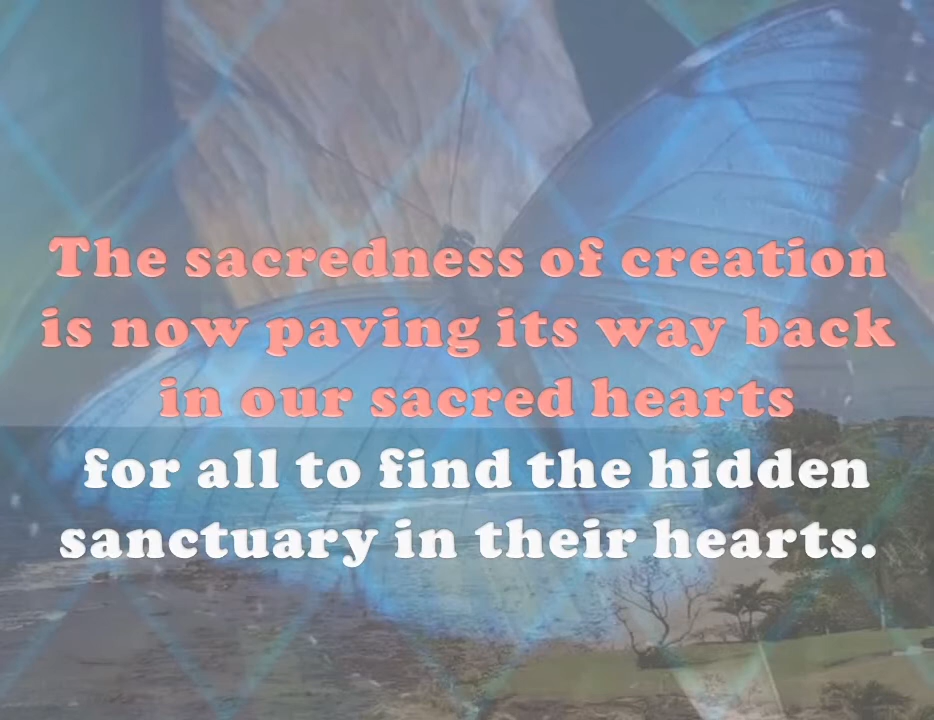 The sacredness of creation
is now paving its way back
in our sacred hearts
for all to find the hidden
sanctuary in their hearts.